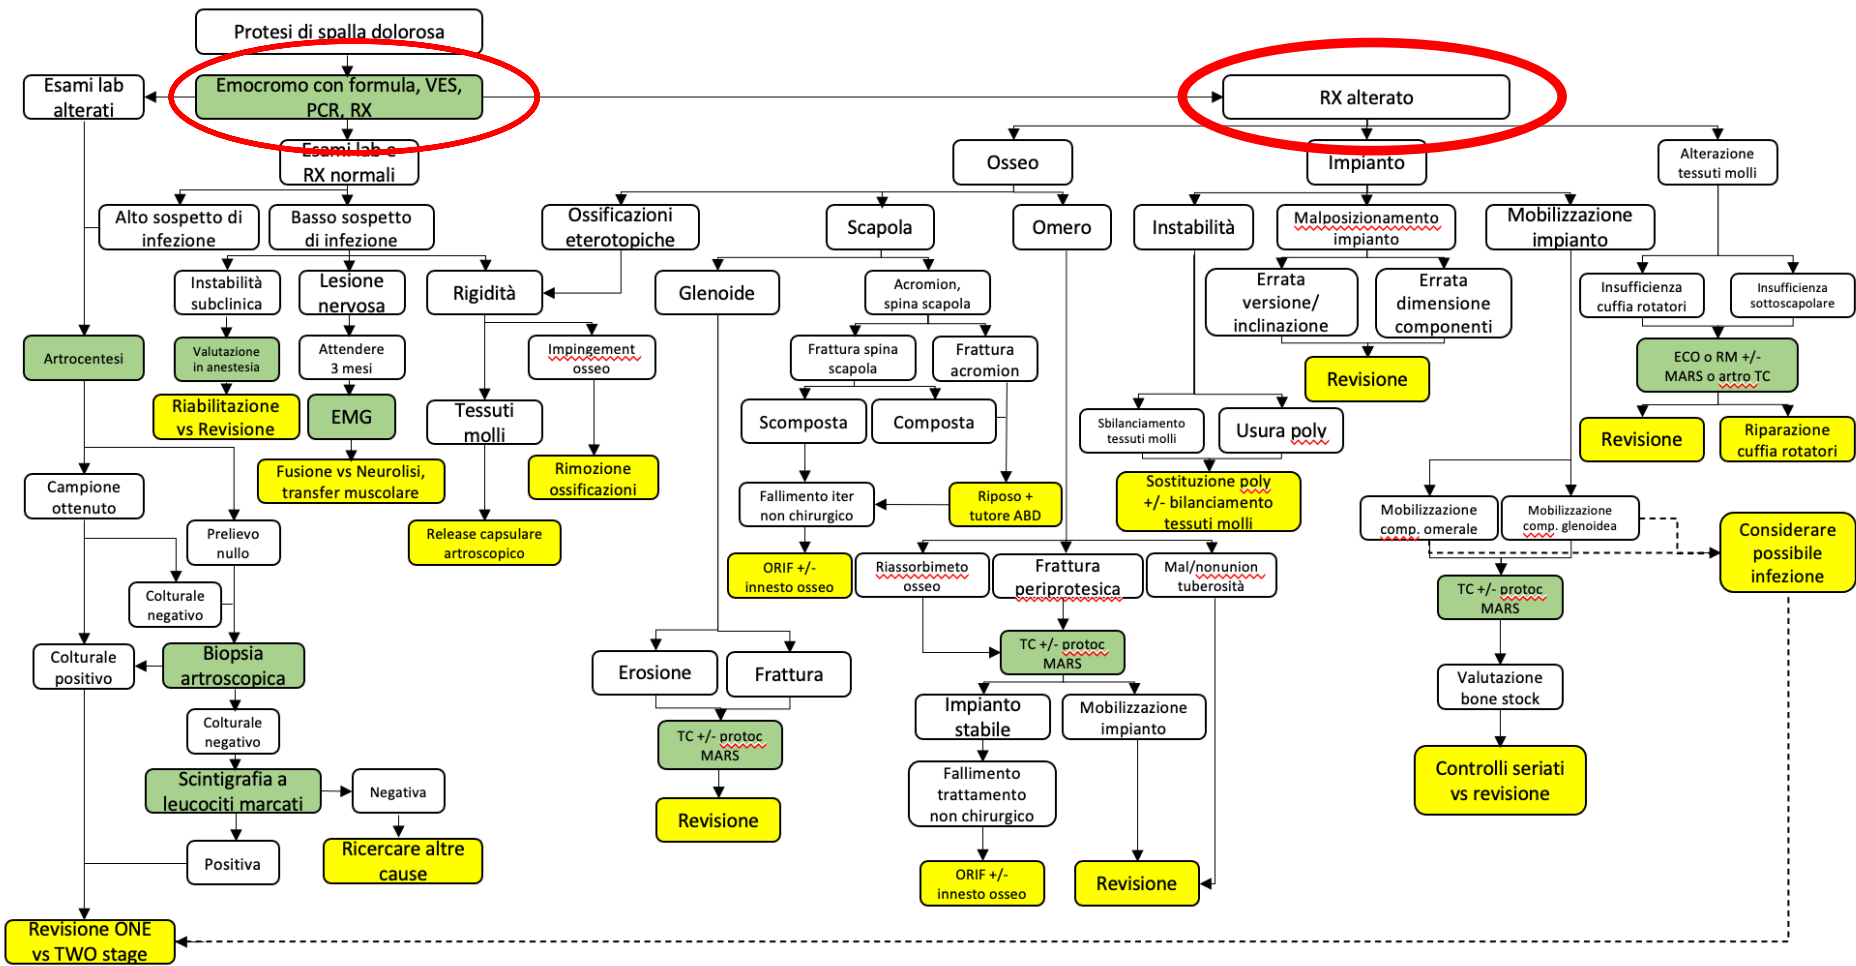 Protesi di spalla dolorosa
Esami lab
alterati
Emocromo con formula, VES,
PCR, RX
RX alterato
Esami lab e
RX normali
Osseo
Impianto
Alterazione
tessuti molli
Alto sospetto di
infezione
Basso sospetto
di infezione
Ossificazioni
eterotopiche
Scapola
Omero
Instabilità
Malposizionamento
impianto
Mobilizzazione
impianto
Instabilità
subclinica
Lesione
nervosa
Rigidità
Glenoide
Acromion,
spina scapola
Errata
versione/
inclinazione
Errata
dimensione
componenti
Insufficienza
cuffia rotatori
Insufficienza
sottoscapolare
Artrocentesi
Valutazione
in anestesia
Attendere
3 mesi
Impingement
osseo
Frattura spina
scapola
Frattura
acromion
Revisione
ECO o RM +/-
MARS o artro TC
Riabilitazione
vs Revisione
EMG
Tessuti
molli
Scomposta
Composta
Sbilanciamento
tessuti molli
Usura poly
Revisione
Riparazione
cuffia rotatori
Fusione vs Neurolisi,
transfer muscolare
Rimozione
ossificazioni
Campione
ottenuto
Fallimento iter
non chirurgico
Riposo +
tutore ABD
Sostituzione poly
+/- bilanciamento
tessuti molli
Mobilizzazione
comp. omerale
Mobilizzazione
comp. glenoidea
Considerare
possibile
infezione
Prelievo
nullo
Release capsulare
artroscopico
ORIF +/-
innesto osseo
Riassorbimeto
osseo
Frattura
periprotesica
Mal/nonunion
tuberosità
Colturale
negativo
TC +/- protoc
MARS
Colturale
positivo
Biopsia
artroscopica
Erosione
Frattura
TC +/- protoc
MARS
Valutazione
bone stock
Colturale
negativo
TC +/- protoc
MARS
Impianto
stabile
Mobilizzazione
impianto
Scintigrafia a
leucociti marcati
Negativa
Fallimento
trattamento
non chirurgico
Controlli seriati
vs revisione
Revisione
Positiva
Ricercare altre
cause
ORIF +/-
innesto osseo
Revisione
Revisione ONE
vs TWO stage